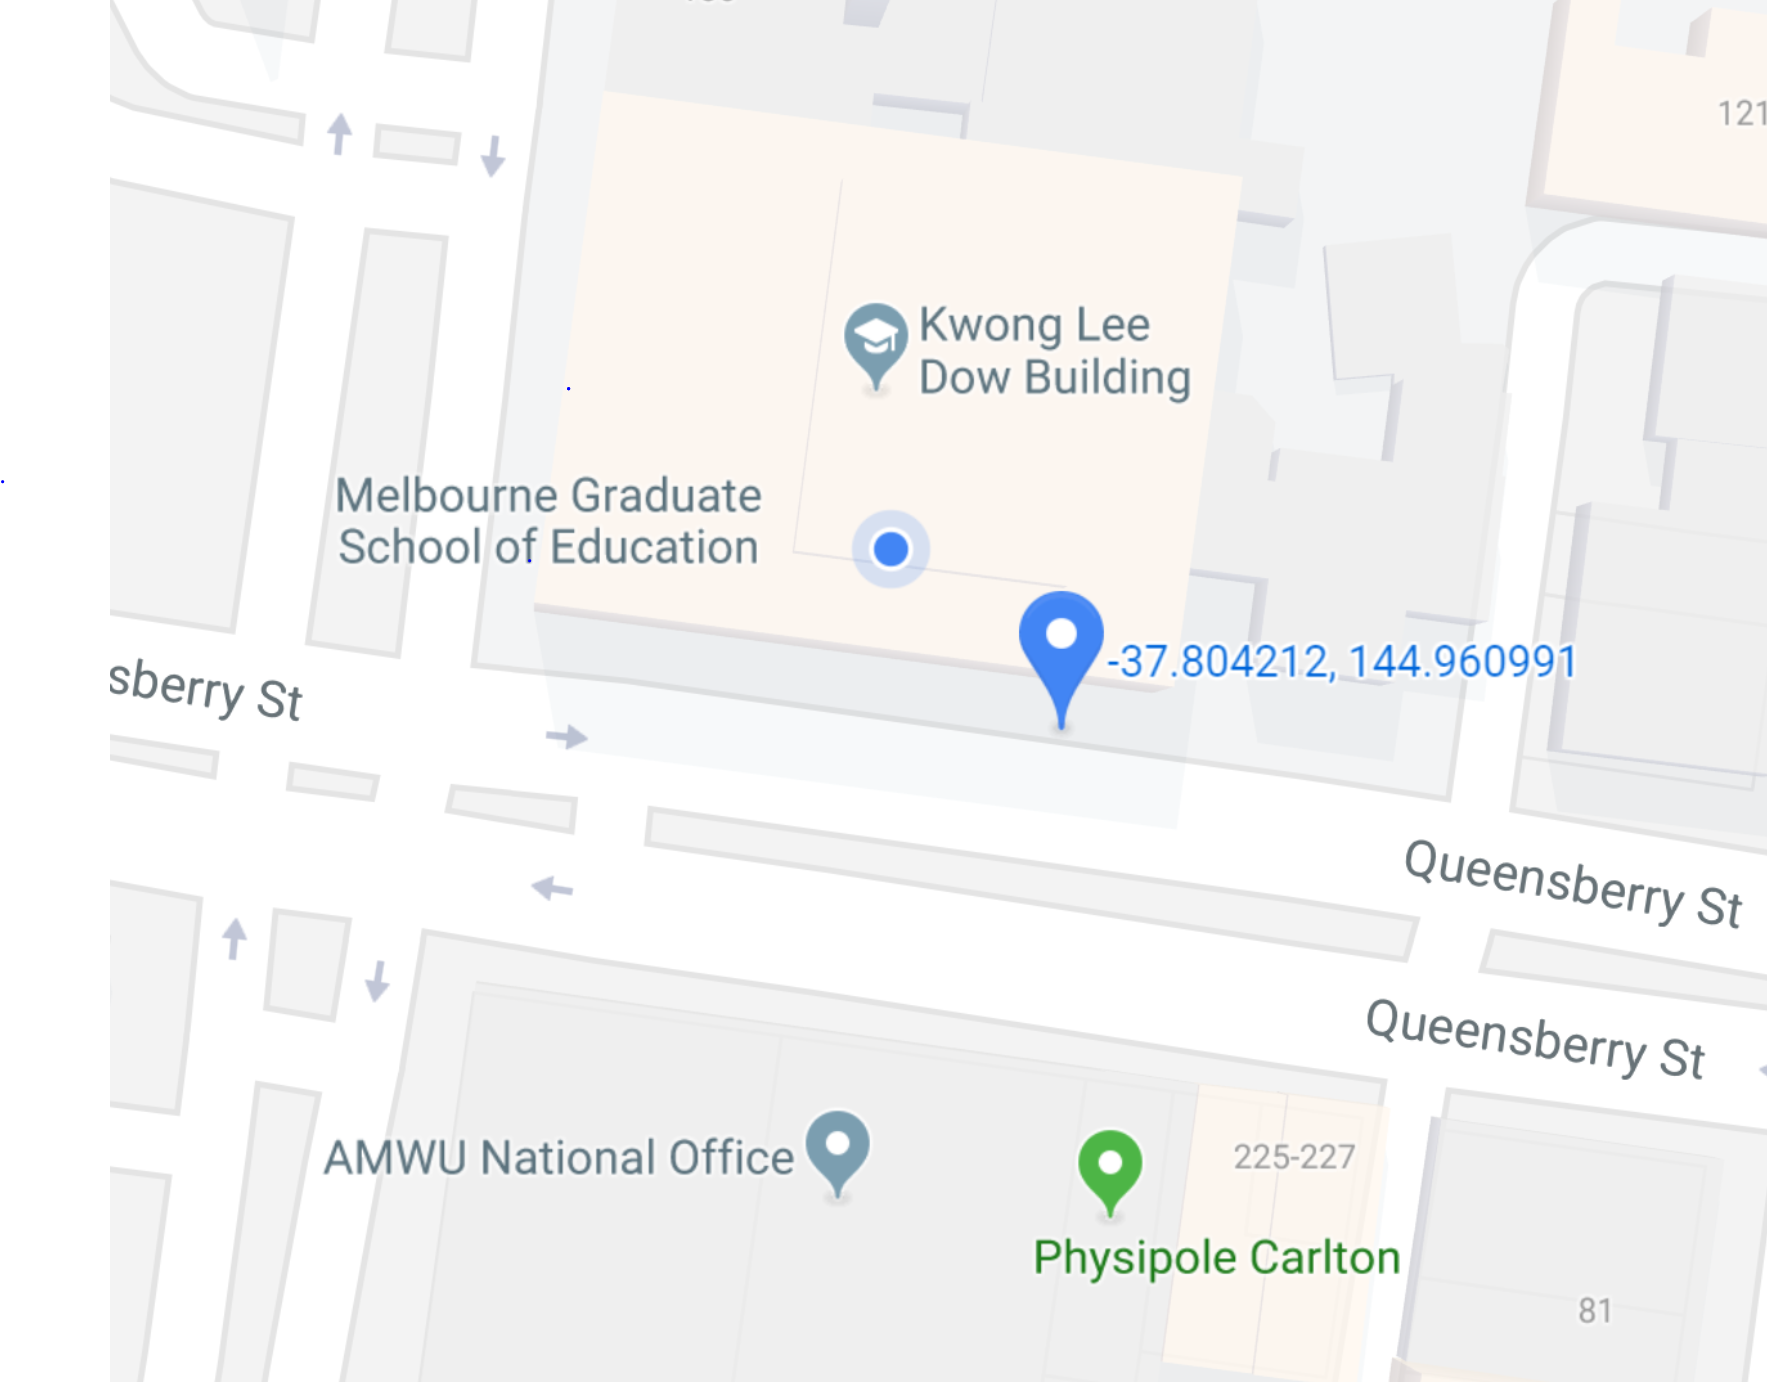 121
Kwong Lee
Dow Building
Melbourne Graduate
School of Education
-37.804212, 144.960991
sberry St
Queensberry St
Queensberry St
AMWU National Office
225-227
Physipole Carlton
81